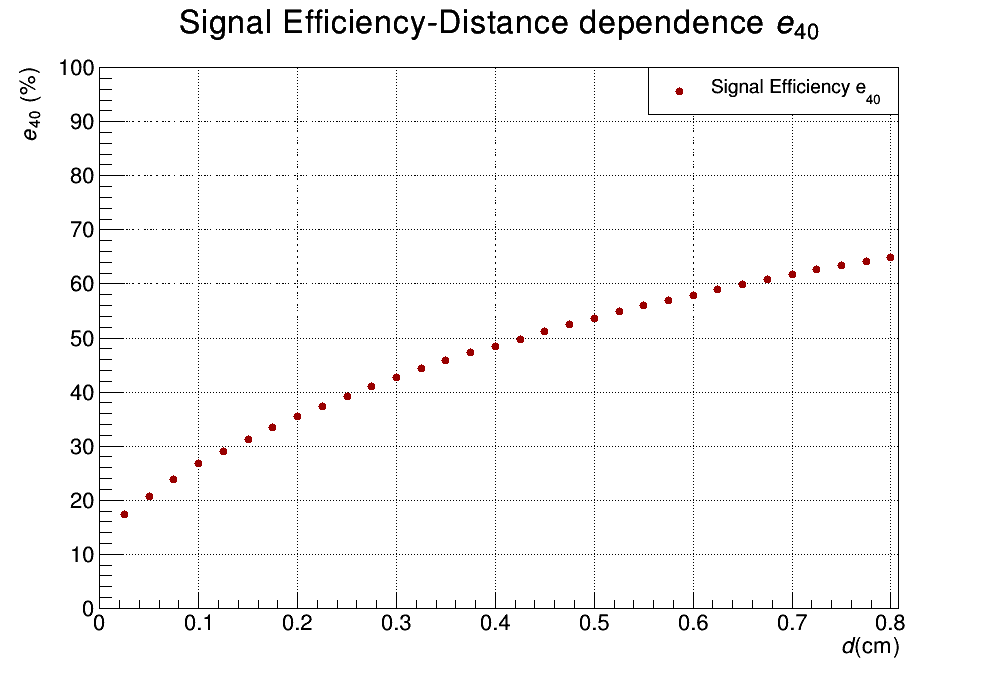 Signal Efficiency-Distance dependence e40
e40 (%)
100
90
80
70
60
50
40
30
20
10
0
Signal Efficiency e40
0 0.1 0.2 0.3 0.4 0.5 0.6 0.7 0.8
d(cm)